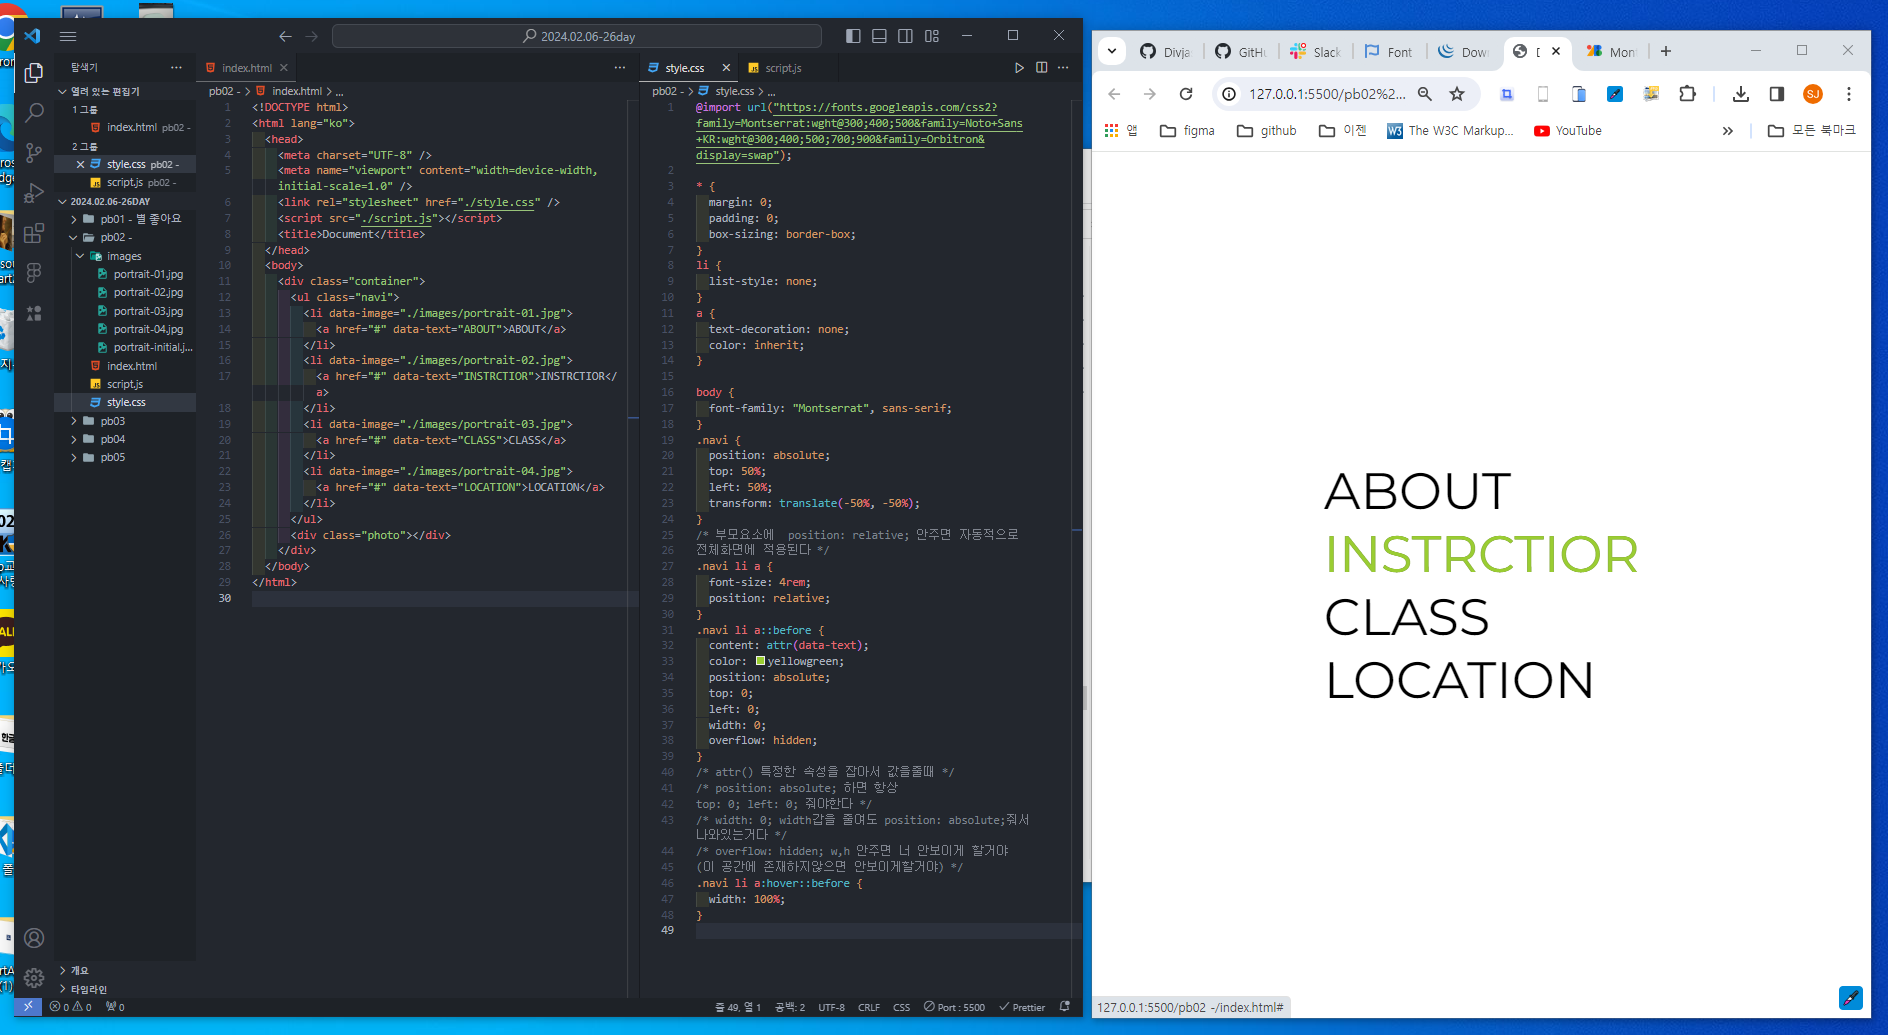 2024.02.06-26day
탐색기
열려 있는 편집기
1 그룹
index.html pb02 -
2 그룹
style.css pb02 -
script.js pb02 -
2024.02.06-26DAY
pb01 - 별 좋아요
pb02 -
images
portrait-01.jpg
portrait-02.jpg
portrait-03.jpg
portrait-04.jpg
portrait-initial.j...
index.html
script.js
style.css
pb03
pb04
pb05
개요
타임라인
index.html
pb02 - > index.html > ...
1 <!DOCTYPE html>
2 <html lang="ko">
3 <head>
4 <meta charset="UTF-8" />
5 <meta name="viewport" content="width=device-width,
initial-scale=1.0" />
6 <link rel="stylesheet" href="./style.css" />
7 <script src="./script.js"></script>
8 <title>Document</title>
9 </head>
10 <body>
11 <div class="container">
12 <ul class="navi">
13 <li data-image="./images/portrait-01.jpg">
14 <a href="#" data-text="ABOUT">ABOUT</a>
15 </li>
16 <li data-image="./images/portrait-02.jpg">
17 <a href="#" data-text="INSTRCTIOR">INSTRCTIOR</
a>
18 </li>
19 <li data-image="./images/portrait-03.jpg">
20 <a href="#" data-text="CLASS">CLASS</a>
21 </li>
22 <li data-image="./images/portrait-04.jpg">
23 <a href="#" data-text="LOCATION">LOCATION</a>
24 </li>
25 </ul>
26 <div class="photo"></div>
27 </div>
28 </body>
29 </html>
30
style.css script.js
pb02 - > style.css > ...
1 @import url("https://fonts.googleapis.com/css2?
family=Montserrat:wght@300;400;500&family=Noto+Sans
+KR:wght@300;400;500;700;900&family=Orbitron&
display=swap");
2
3 * {
4 margin: 0;
5 padding: 0;
6 box-sizing: border-box;
7 }
8 li {
9 list-style: none;
10 }
11 a {
12 text-decoration: none;
13 color: inherit;
14 }
15
16 body {
17 font-family: "Montserrat", sans-serif;
18 }
19 .navi {
20 position: absolute;
21 top: 50%;
22 left: 50%;
23 transform: translate(-50%, -50%);
24 }
25 /* 부모요소에 position: relative; 안주면 자동적으로
26 전체화면에 적용된다 */
27 .navi li a {
28 font-size: 4rem;
29 position: relative;
30 }
31 .navi li a::before {
32 content: attr(data-text);
33 color: yellowgreen;
34 position: absolute;
35 top: 0;
36 left: 0;
37 width: 0;
38 overflow: hidden;
39 }
40 /* attr() 특정한 속성을 잡아서 값을줄때 */
41 /* position: absolute; 하면 항상
42 top: 0; left: 0; 줘야한다 */
43 /* width: 0; width값을 줄여도 position: absolute;줘서
나와있는거다 */
44 /* overflow: hidden; w,h 안주면 너 안보이게 할거야
45 (이 공간에 존재하지않으면 안보이게할거야) */
46 .navi li a:hover::before {
47 width: 100%;
48 }
49
0 0 0
줄 49, 열 1 공백: 2 UTF-8 CRLF CSS Port : 5500 Prettier
Divja GitHu Slack Font Dow D Mon
127.0.0.1:5500/pb02%2...
SJ
앱 figma github 이젠 The W3C Markup... YouTube 모든 북마크
ABOUT
INSTRCTIOR
CLASS
LOCATION
127.0.0.1:5500/pb02 -/index.html#